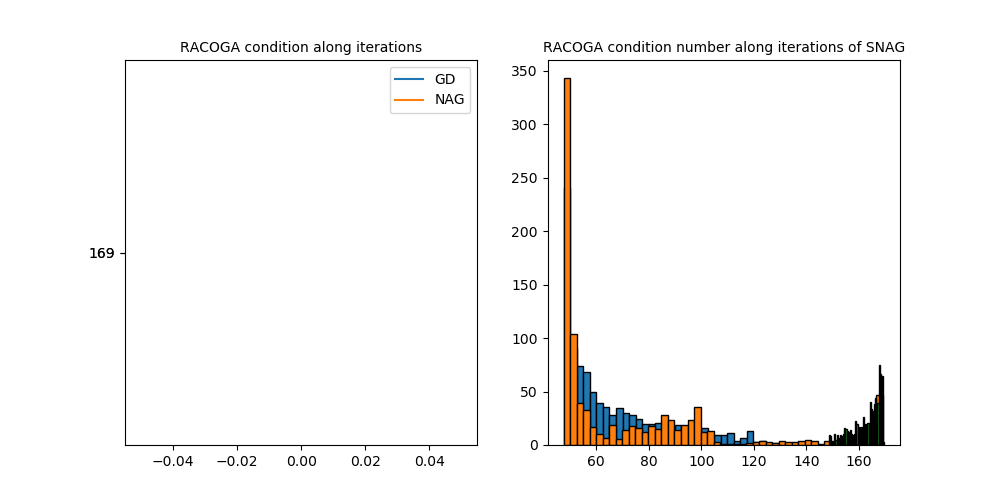 RACOGA condition along iterations
GD
NAG
169
−0.04 −0.02 0.00 0.02 0.04
RACOGA condition number along iterations of SNAG
350
300
250
200
150
100
50
0
60 80 100 120 140 160